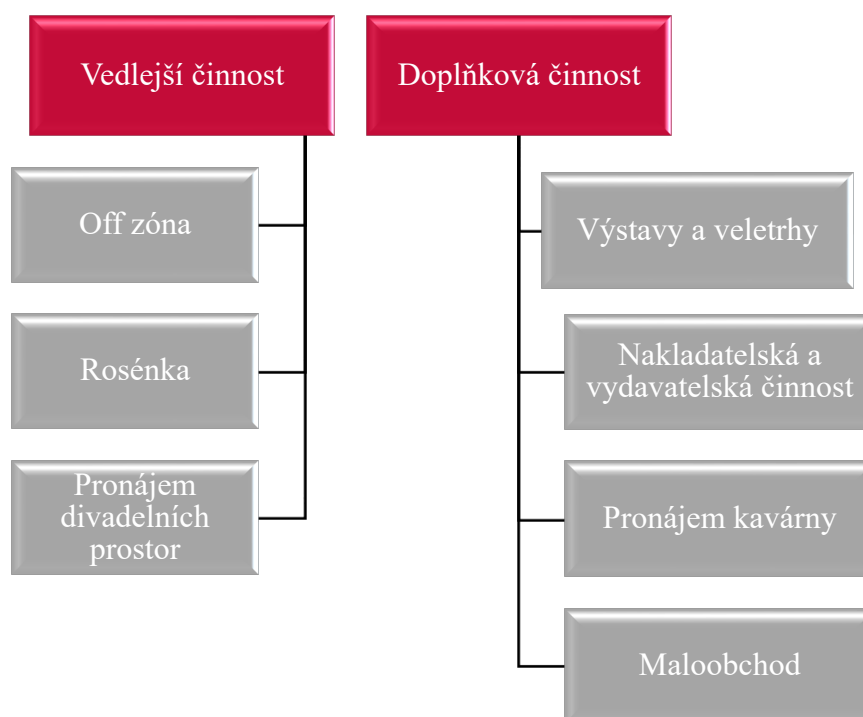 Vedlejší činnost
Off zóna
Rosénka
Pronájem
divadelních
prostor
Doplňková činnost
Výstavy a veletrhy
Nakladatelská a
vydavatelská činnost
Pronájem kavárny
Maloobchod